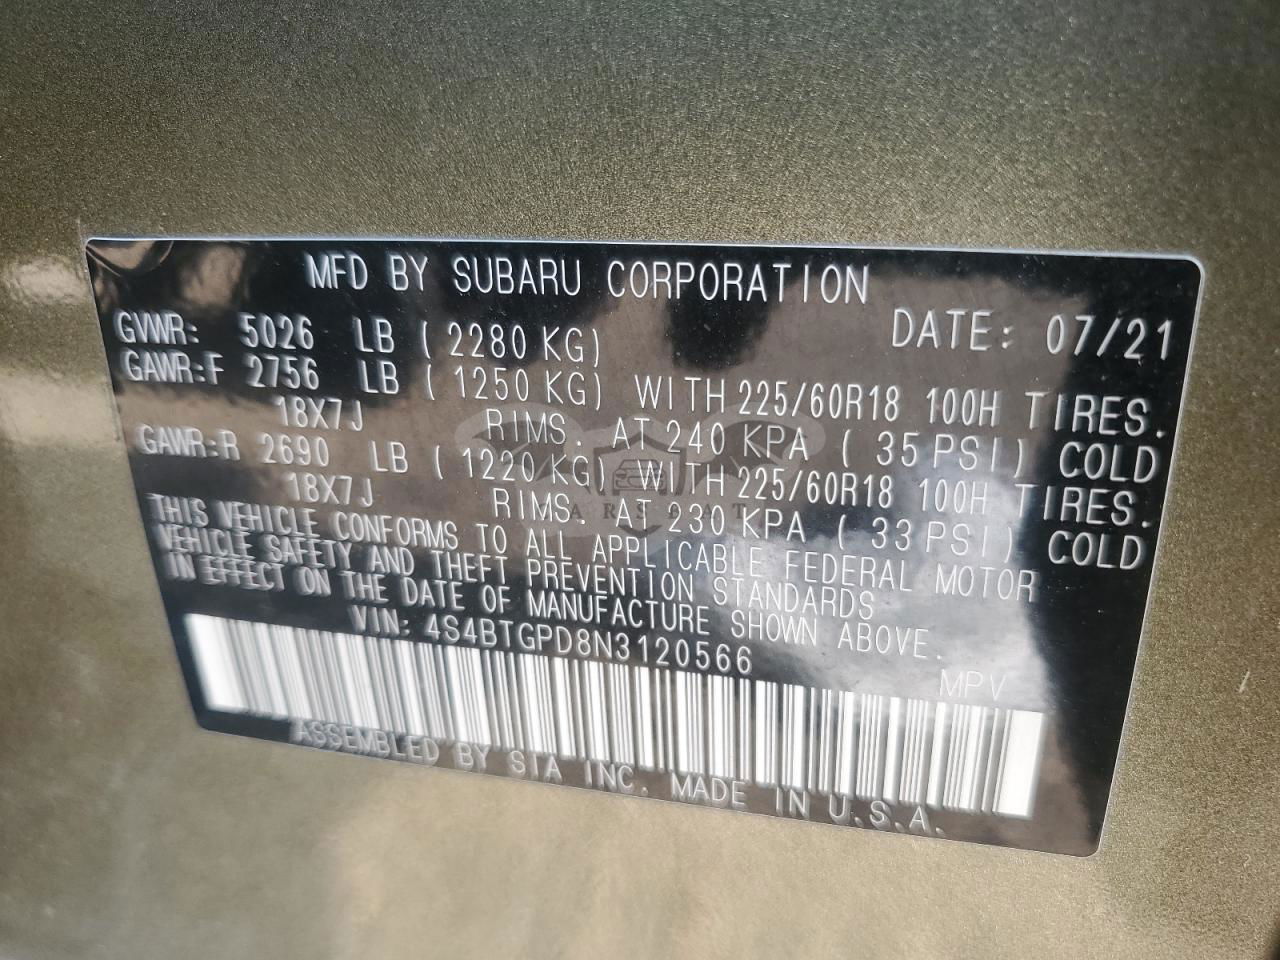 MFD BY SUBARU CORPORATION
GVWR: 5026 LB ( 2280 KG) DATE: 07/21
GAWR:F 2756 LB ( 1250 KG) WITH 225/60R18 100H TIRES.
18X7J RIMS. AT 240 KPA ( 35 PSI) COLD
GAWR:R 2690 LB ( 1220 KG) WITH 225/60R18 100H TIRES.
18X7J RIMS. AT 230 KPA ( 33 PSI) COLD
THIS VEHICLE CONFORMS TO ALL APPLICABLE FEDERAL MOTOR
VEHICLE SAFETY AND THEFT PREVENTION STANDARDS
IN EFFECT ON THE DATE OF MANUFACTURE SHOWN ABOVE.
VIN: 4S4BTGPD8N3120566
MPV
ASSEMBLED BY SIA INC. MADE IN U.S.A.